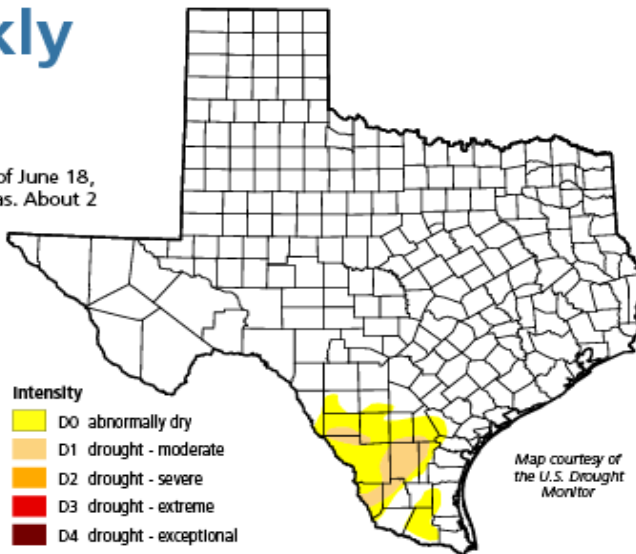 kly
of June 18,
as. About 2
Intensity
D0 abnormally dry
D1 drought - moderate
D2 drought - severe
D3 drought - extreme
D4 drought - exceptional
Map courtesy of
the U.S. Drought
Monitor